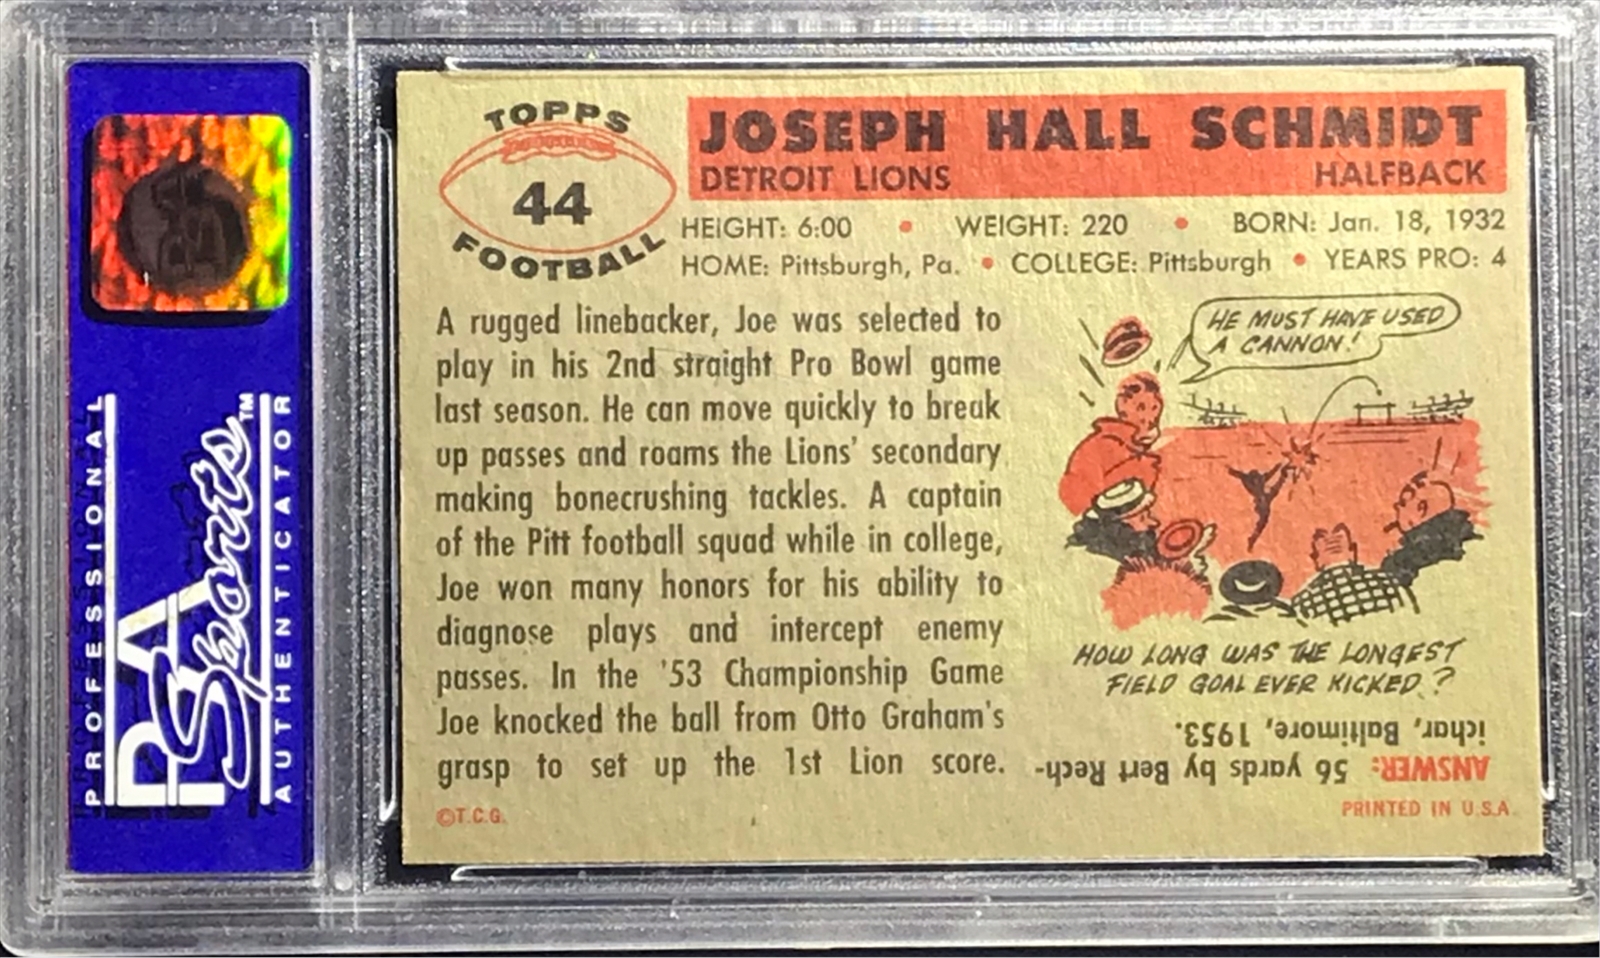 PROFESSIONAL
PSA Sports™
AUTHENTICATOR
TOPPS
44
FOOTBALL
JOSEPH HALL SCHMIDT
DETROIT LIONS HALFBACK
HEIGHT: 6:00 • WEIGHT: 220 • BORN: Jan. 18, 1932
HOME: Pittsburgh, Pa. • COLLEGE: Pittsburgh • YEARS PRO: 4
A rugged linebacker, Joe was selected to
play in his 2nd straight Pro Bowl game
last season. He can move quickly to break
up passes and roams the Lions' secondary
making bonecrushing tackles. A captain
of the Pitt football squad while in college,
Joe won many honors for his ability to
diagnose plays and intercept enemy
passes. In the '53 Championship Game
Joe knocked the ball from Otto Graham's
grasp to set up the 1st Lion score.
©T.C.G.
HE MUST HAVE USED
A CANNON!
HOW LONG WAS THE LONGEST
FIELD GOAL EVER KICKED?
ANSWER: 56 yards by Bert Rech-
ichar, Baltimore, 1953.
PRINTED IN U.S.A.